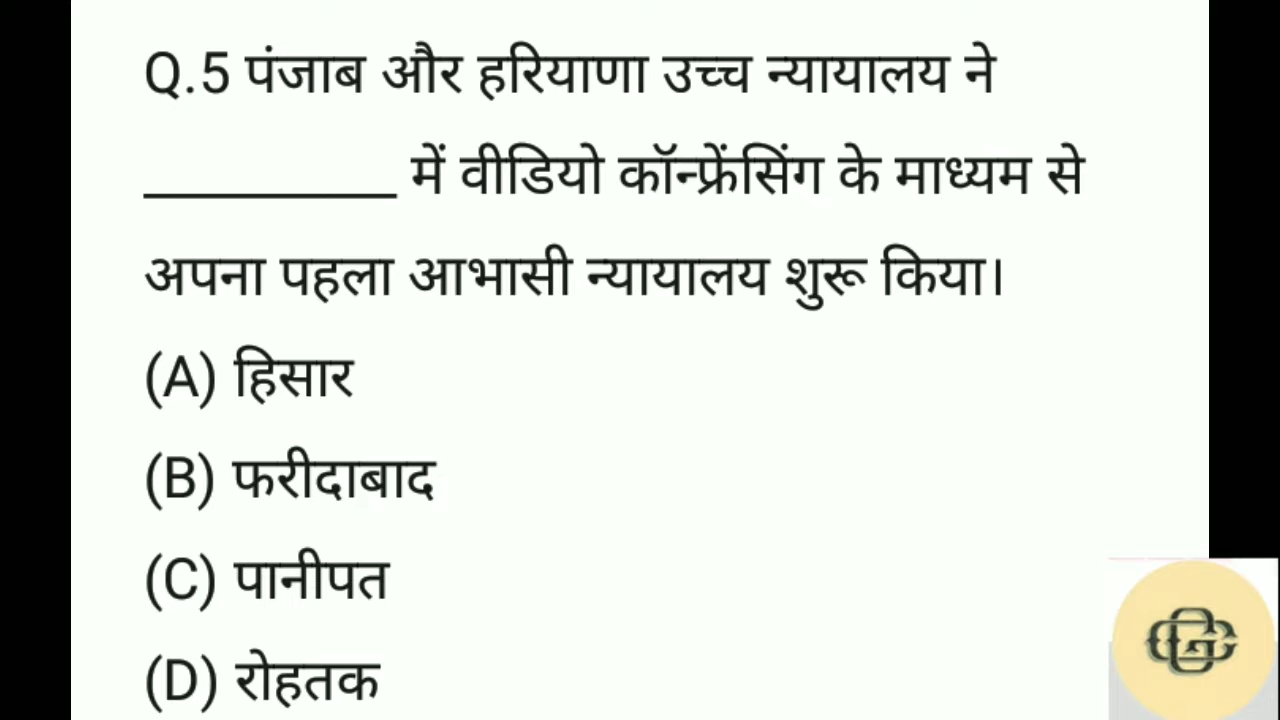 Q.5 पंजाब और हरियाणा उच्च न्यायालय ने
__________ में वीडियो कॉन्फ्रेंसिंग के माध्यम से
अपना पहला आभासी न्यायालय शुरू किया।
(A) हिसार
(B) फरीदाबाद
(C) पानीपत
(D) रोहतक